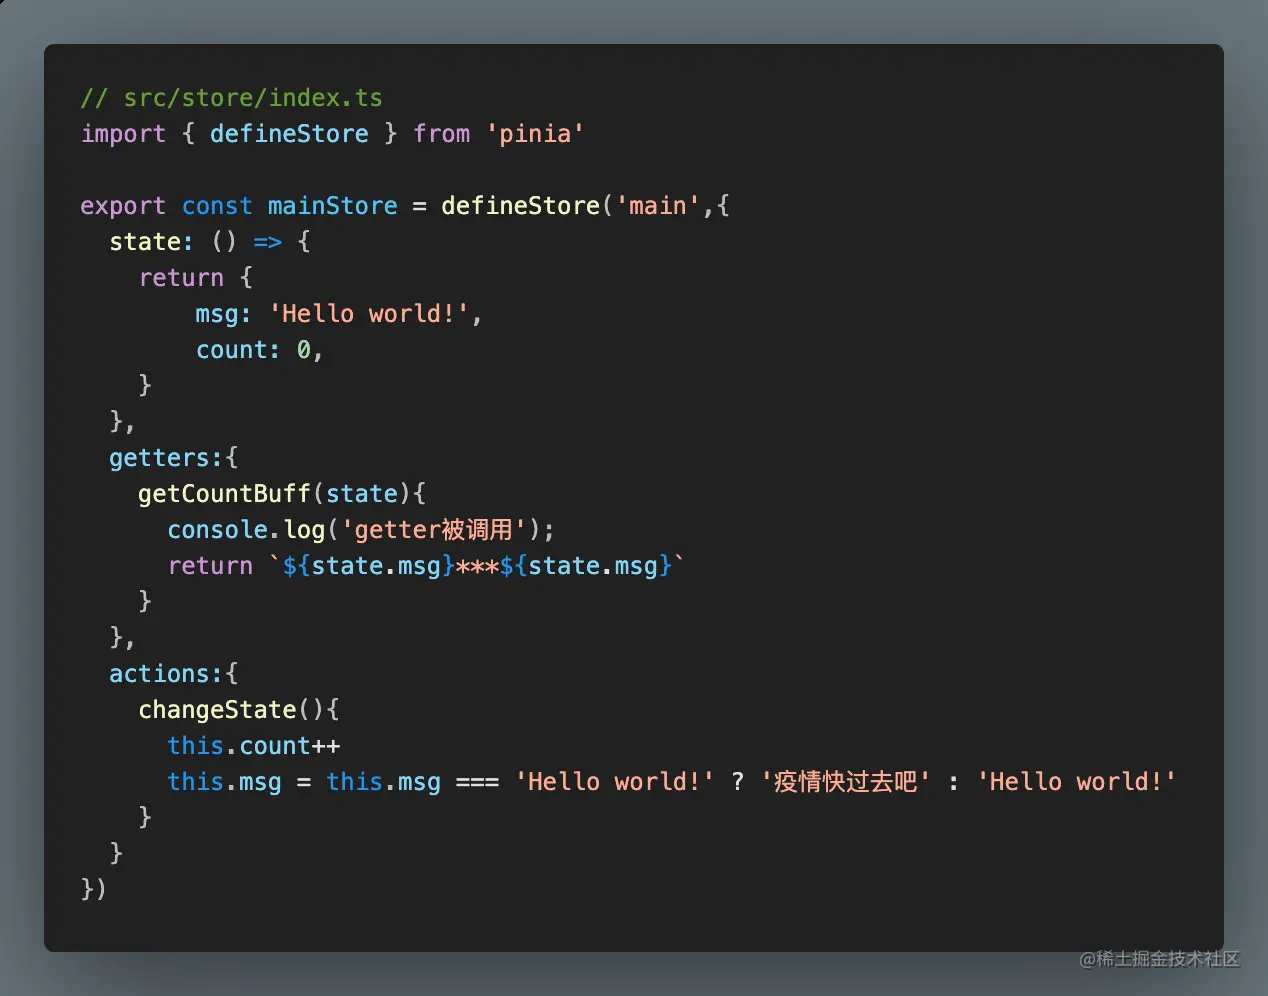 // src/store/index.ts
import { defineStore } from 'pinia'
export const mainStore = defineStore('main',{
  state: () => {
    return {
        msg: 'Hello world!',
        count: 0,
    }
  },
  getters:{
    getCountBuff(state){
      console.log('getter被调用');
      return `${state.msg}***${state.msg}`
    }
  },
  actions:{
    changeState(){
      this.count++
      this.msg = this.msg === 'Hello world!' ? '疫情快过去吧' : 'Hello world!'
    }
  }
})
@稀土掘金技术社区